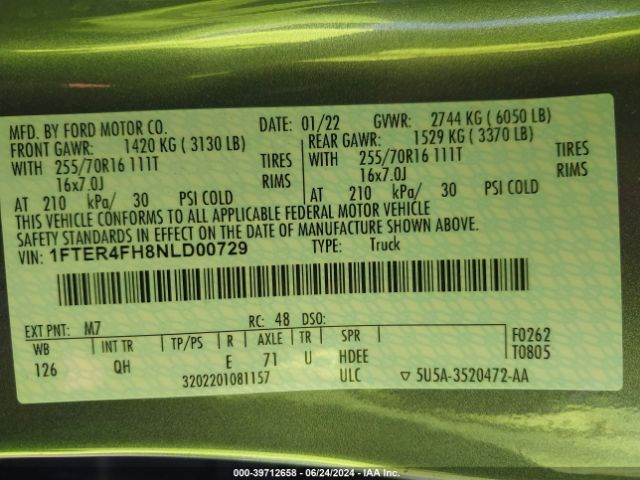 MFD. BY FORD MOTOR CO. DATE: 01/22 GVWR: 2744 KG ( 6050 LB)
FRONT GAWR: 1420 KG ( 3130 LB) REAR GAWR: 1529 KG ( 3370 LB)
WITH 255/70R16 111T TIRES WITH 255/70R16 111T TIRES
16x7.0J RIMS 16x7.0J RIMS
AT 210 kPa/ 30 PSI COLD AT 210 kPa/ 30 PSI COLD
THIS VEHICLE CONFORMS TO ALL APPLICABLE FEDERAL MOTOR VEHICLE
SAFETY STANDARDS IN EFFECT ON THE DATE OF MANUFACTURE SHOWN ABOVE.
VIN: 1FTER4FH8NLD00729 TYPE: Truck
EXT PNT: M7 RC: 48 DSO:
WB INT TR TP/PS R AXLE TR SPR F0262
126 QH E 71 U HDEE T0805
3202201081157 ULC ▽ 5U5A-3520472-AA
000-39712658 - 06/24/2024 - IAA Inc.